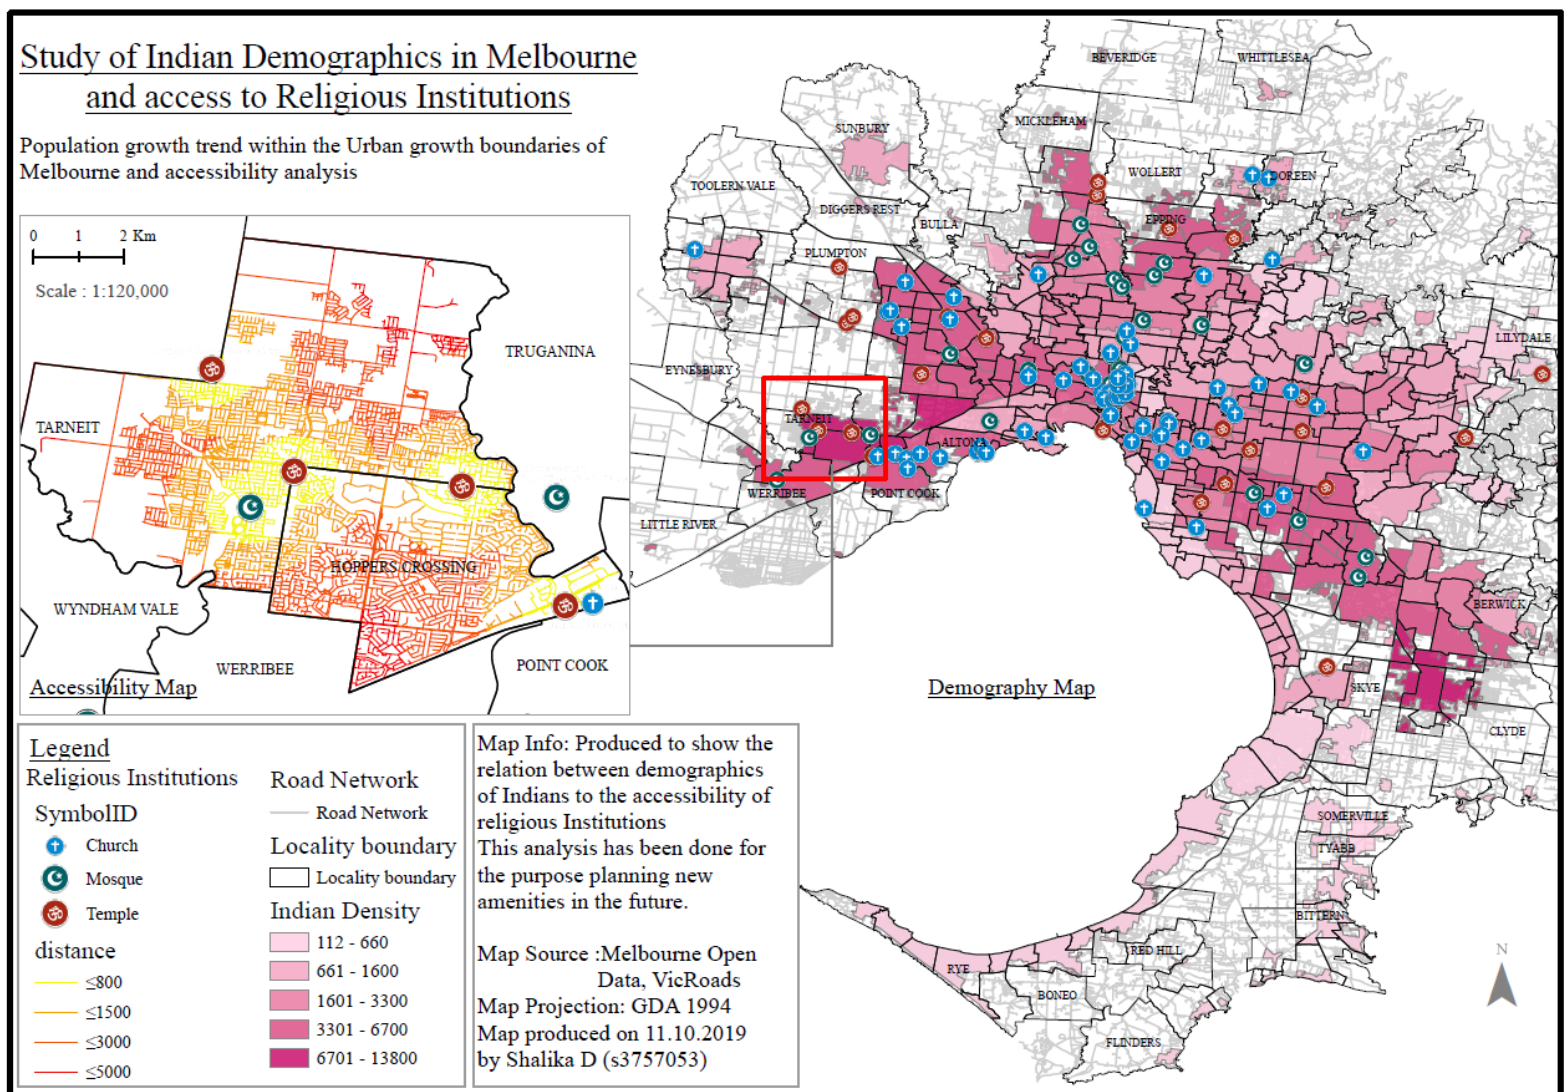 Study of Indian Demographics in Melbourne
and access to Religious Institutions
Population growth trend within the Urban growth boundaries of
Melbourne and accessibility analysis
0 1 2 Km
Scale : 1:120,000
TRUGANINA
TARNEIT
HOPPERS CROSSING
WYNDHAM VALE
WERRIBEE
POINT COOK
Accessibility Map
BEVERIDGE
WHITTLESEA
MICKLEHAM
SUNBURY
WOLLERT
DOREEN
TOOLERN VALE
DIGGERS REST
BULLA
EPPING
PLUMPTON
LILYDALE
EYNESBURY
TARNEIT
ALTONA
WERRIBEE
POINT COOK
LITTLE RIVER
BERWICK
Demography Map
SKYE
CLYDE
SOMERVILLE
TYABB
BITTERN
RED HILL
RYE
BONEO
FLINDERS
N
Legend
Religious Institutions
SymbolID
Church
Mosque
Temple
distance
≤800
≤1500
≤3000
≤5000
Road Network
Road Network
Locality boundary
Locality boundary
Indian Density
112 - 660
661 - 1600
1601 - 3300
3301 - 6700
6701 - 13800
Map Info: Produced to show the
relation between demographics
of Indians to the accessibility of
religious Institutions
This analysis has been done for
the purpose planning new
amenities in the future.
Map Source :Melbourne Open
Data, VicRoads
Map Projection: GDA 1994
Map produced on 11.10.2019
by Shalika D (s3757053)